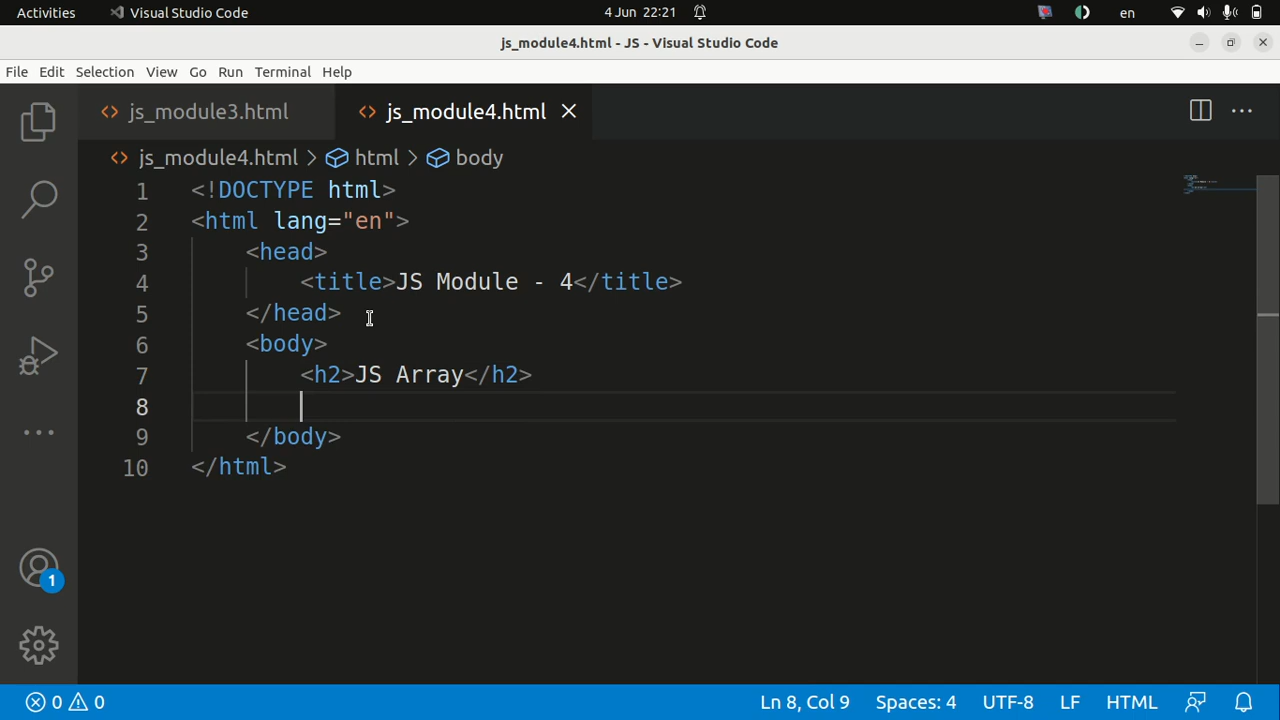 Activities Visual Studio Code 4 Jun 22:21 en
js_module4.html - JS - Visual Studio Code
File Edit Selection View Go Run Terminal Help
js_module3.html js_module4.html
js_module4.html > html > body
1 <!DOCTYPE html>
2 <html lang="en">
3 <head>
4 <title>JS Module - 4</title>
5 </head>
6 <body>
7 <h2>JS Array</h2>
8
9 </body>
10 </html>
1
0 0 Ln 8, Col 9 Spaces: 4 UTF-8 LF HTML